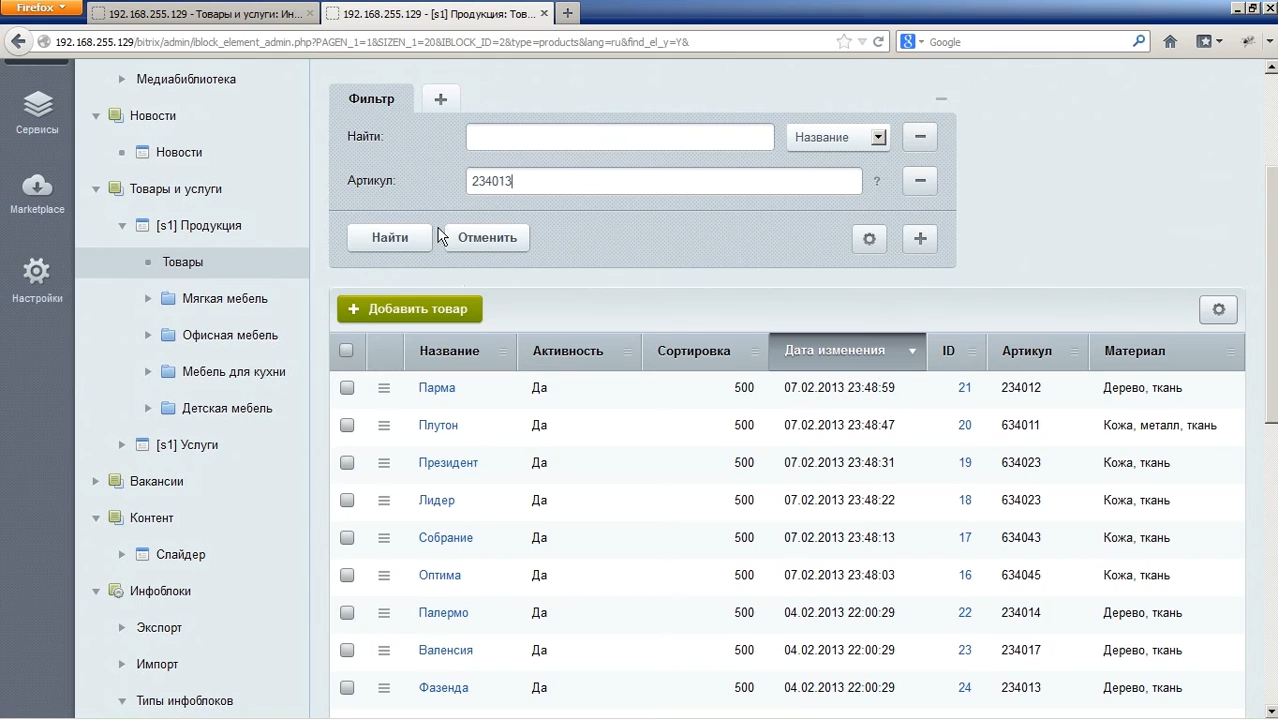 Firefox
192.168.255.129 - Товары и услуги: Ин...
192.168.255.129 - [s1] Продукция: Тов...
192.168.255.129/bitrix/admin/iblock_element_admin.php?PAGEN_1=1&SIZEN_1=20&IBLOCK_ID=2&type=products&lang=ru&find_el_y=Y&
Google
Сервисы
Marketplace
Настройки
Медиабиблиотека
Новости
Новости
Товары и услуги
[s1] Продукция
Товары
Мягкая мебель
Офисная мебель
Мебель для кухни
Детская мебель
[s1] Услуги
Вакансии
Контент
Слайдер
Инфоблоки
Экспорт
Импорт
Типы инфоблоков
Фильтр
Найти: Название
Артикул: 234013 ?
Найти Отменить
Добавить товар
Название Активность Сортировка Дата изменения ID Артикул Материал
Парма Да 500 07.02.2013 23:48:59 21 234012 Дерево, ткань
Плутон Да 500 07.02.2013 23:48:47 20 634011 Кожа, металл, ткань
Президент Да 500 07.02.2013 23:48:31 19 634023 Кожа, ткань
Лидер Да 500 07.02.2013 23:48:22 18 634023 Кожа, ткань
Собрание Да 500 07.02.2013 23:48:13 17 634043 Кожа, ткань
Оптима Да 500 07.02.2013 23:48:03 16 634045 Кожа, ткань
Палермо Да 500 04.02.2013 22:00:29 22 234014 Дерево, ткань
Валенсия Да 500 04.02.2013 22:00:29 23 234017 Дерево, ткань
Фазенда Да 500 04.02.2013 22:00:29 24 234013 Дерево, ткань